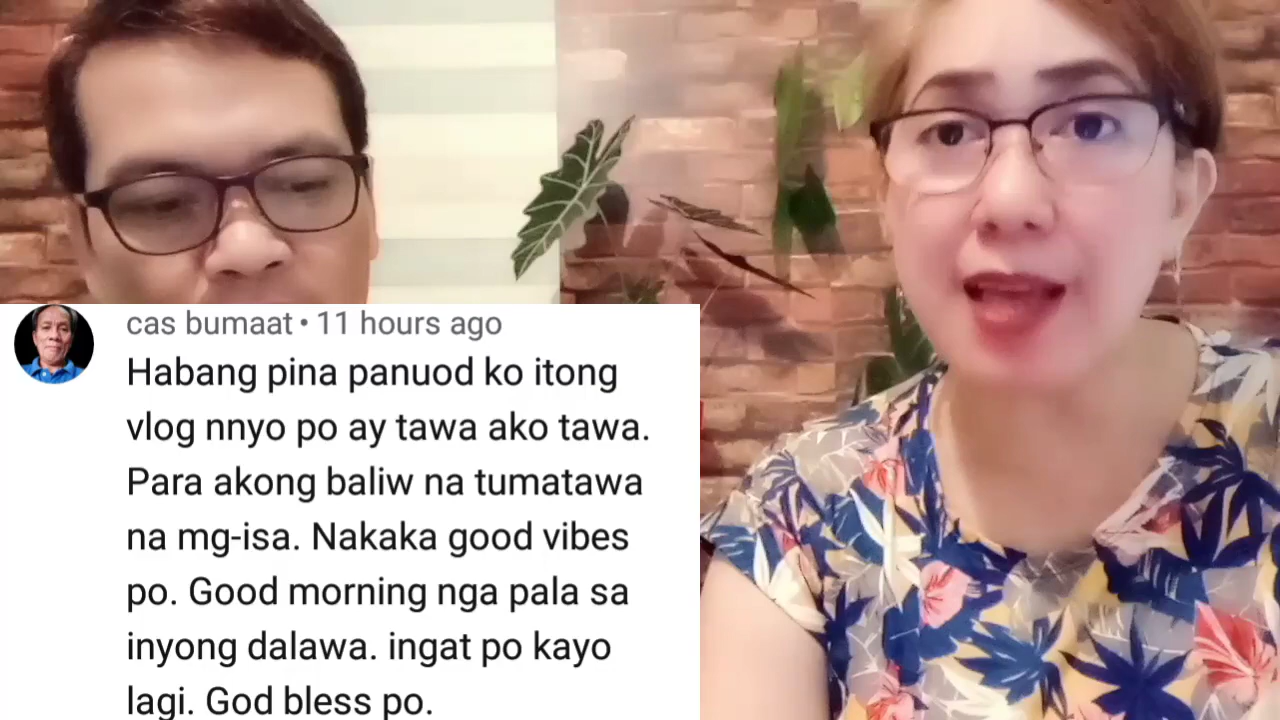 cas bumaat • 11 hours ago
Habang pina panuod ko itong
vlog nnyo po ay tawa ako tawa.
Para akong baliw na tumatawa
na mg-isa. Nakaka good vibes
po. Good morning nga pala sa
inyong dalawa. ingat po kayo
lagi. God bless po.